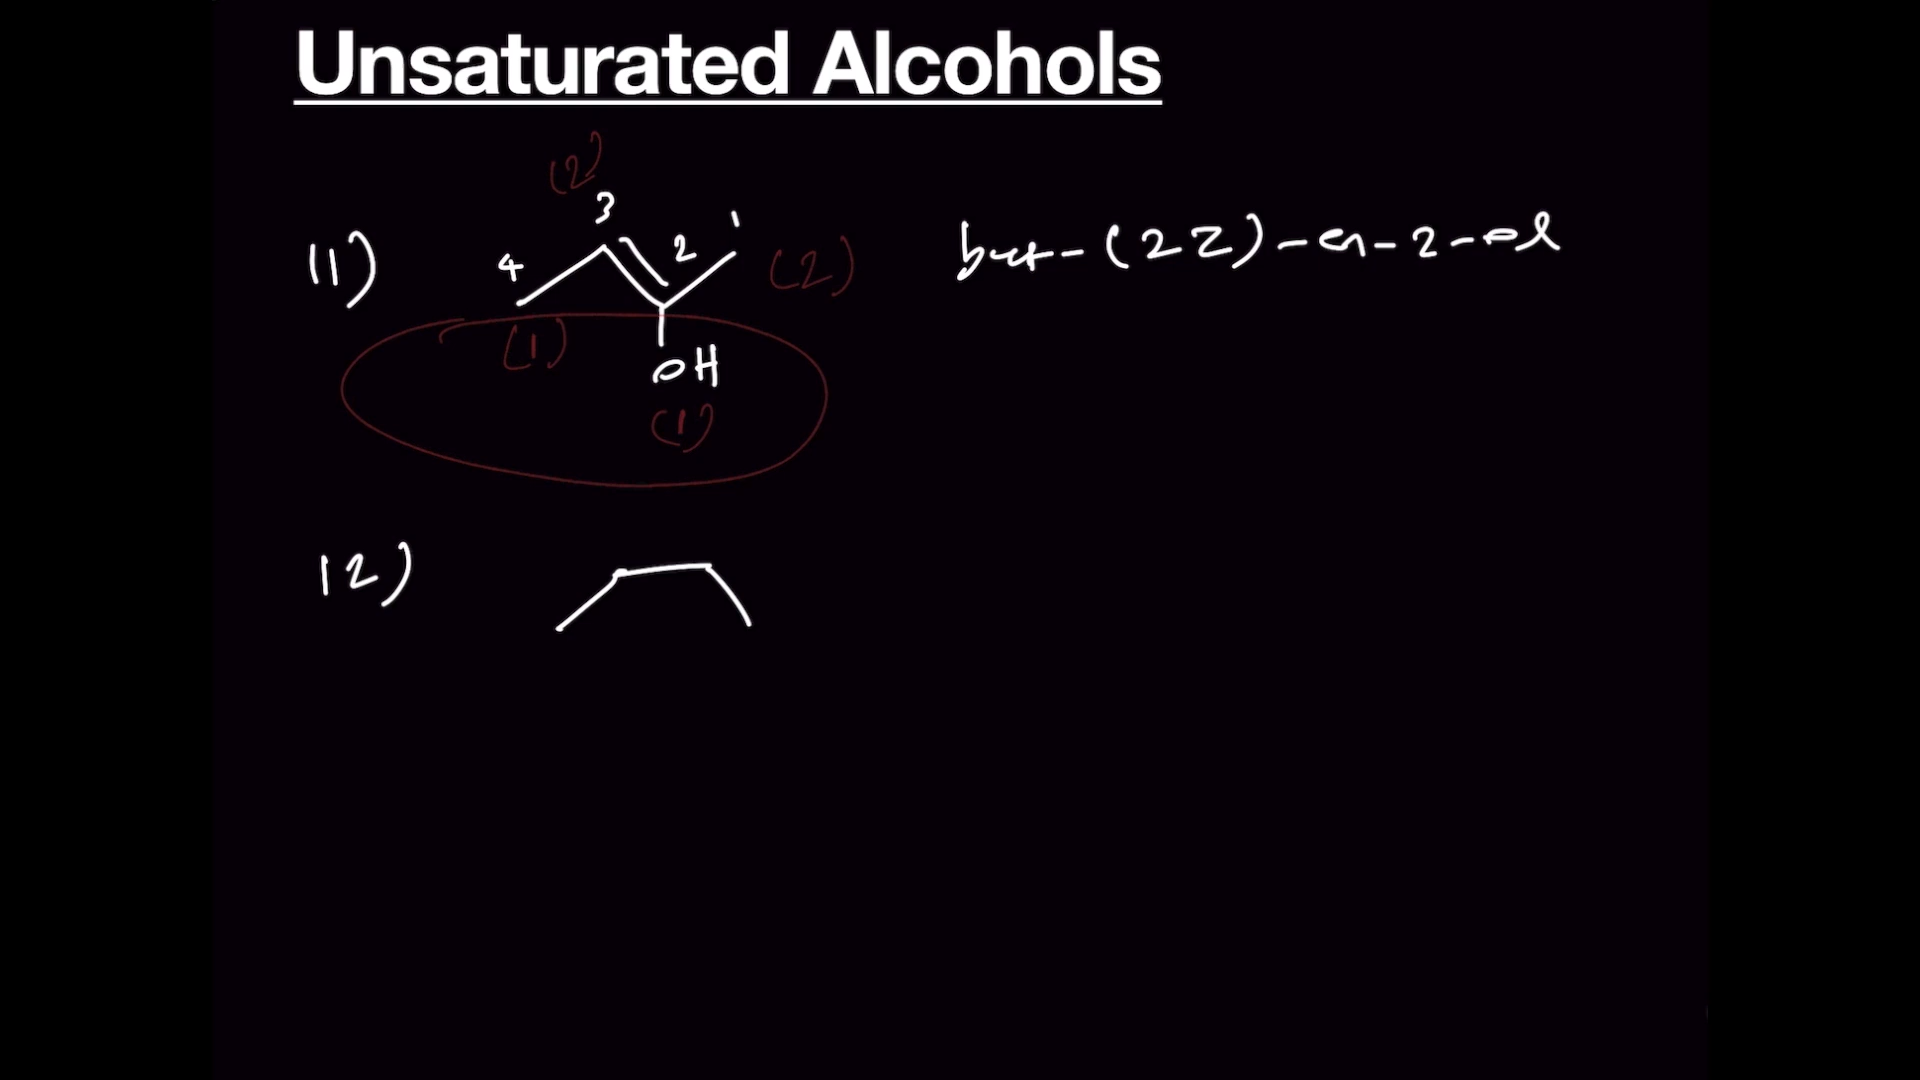 Unsaturated Alcohols
(2)
11) 4 3 2 1 (2) but-(2Z)-en-2-ol
(1)
OH
(1)
12)